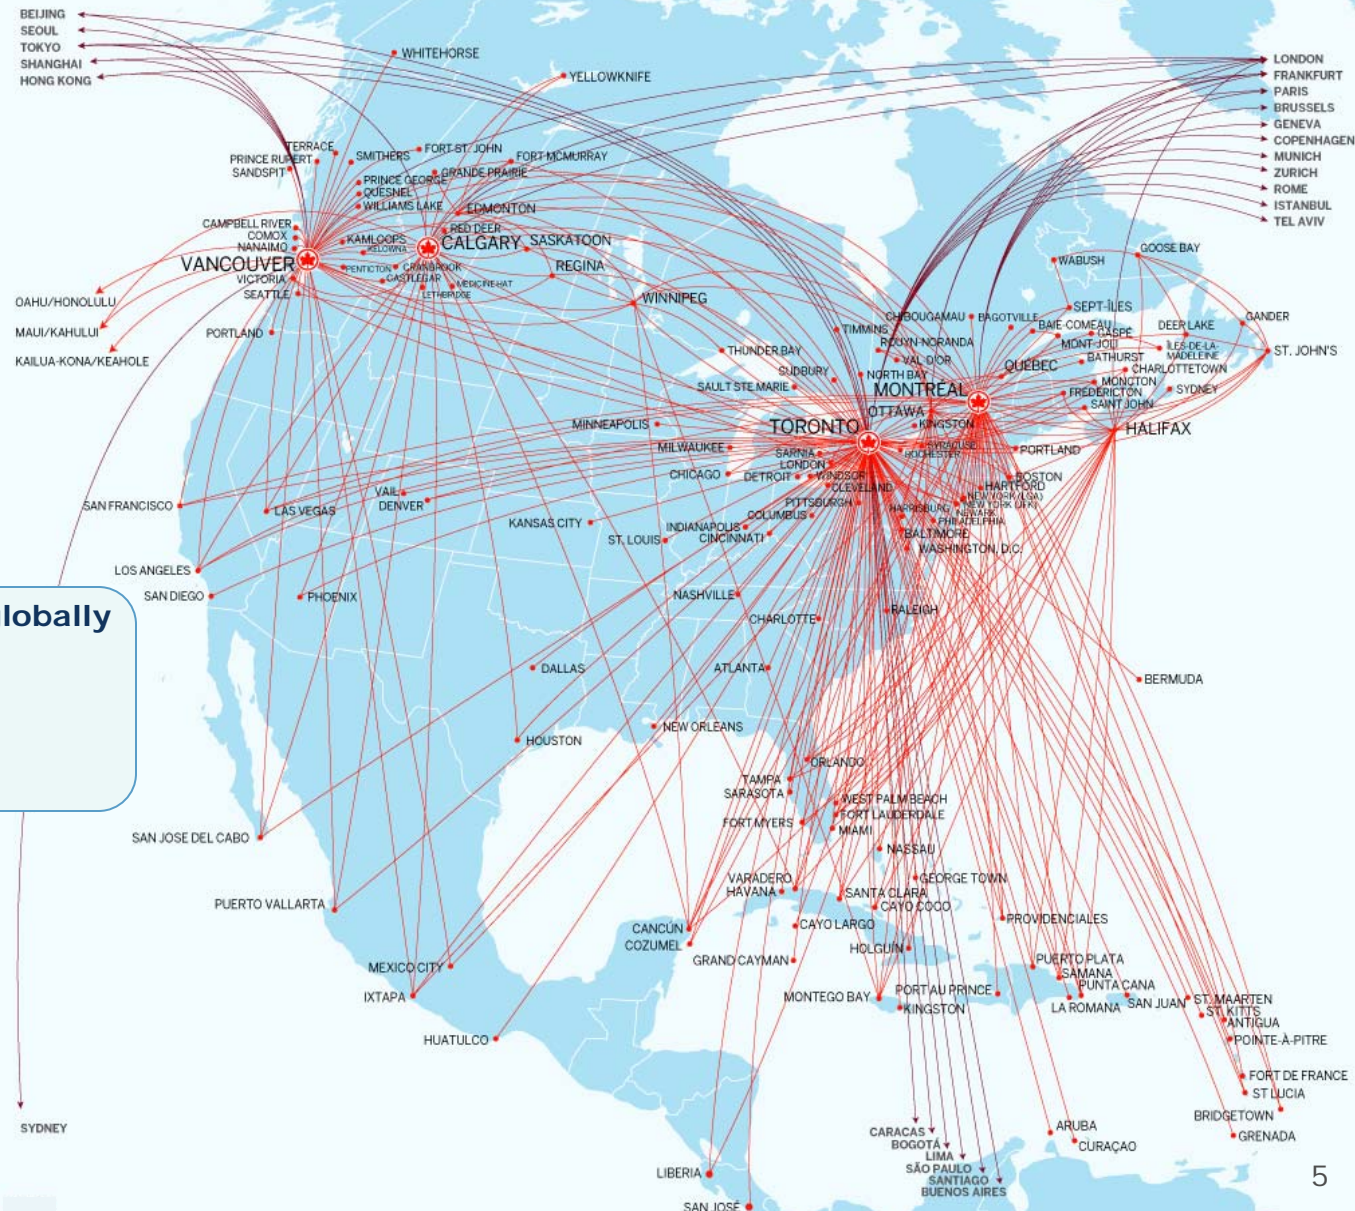 BEIJING
SEOUL
TOKYO
SHANGHAI
HONG KONG
WHITEHORSE
YELLOWKNIFE
LONDON
FRANKFURT
PARIS
BRUSSELS
GENEVA
COPENHAGEN
MUNICH
ZURICH
ROME
ISTANBUL
TEL AVIV
TERRACE
PRINCE RUPERT
SANDSPIT
SMITHERS
FORT ST. JOHN
FORT MCMURRAY
GRANDE PRAIRIE
PRINCE GEORGE
QUESNEL
WILLIAMS LAKE
EDMONTON
CAMPBELL RIVER
COMOX
NANAIMO
RED DEER
KAMLOOPS
KELOWNA
CALGARY
SASKATOON
VANCOUVER
PENTICTON
CRANBROOK
REGINA
VICTORIA
CASTLEGAR
MEDICINE HAT
SEATTLE
LETHBRIDGE
WINNIPEG
GOOSE BAY
WABUSH
OAHU/HONOLULU
MAUI/KAHULUI
KAILUA-KONA/KEAHOLE
PORTLAND
SEPT-ÎLES
CHIBOUGAMAU
BAGOTVILLE
GANDER
TIMMINS
BAIE-COMEAU
GASPÉ
DEER LAKE
ROUYN-NORANDA
MONT-JOLI
ÎLES-DE-LA-
MADELEINE
ST. JOHN'S
THUNDER BAY
VAL D'OR
BATHURST
SUDBURY
NORTH BAY
QUÉBEC
CHARLOTTETOWN
SAULT STE MARIE
MONTRÉAL
MONCTON
FREDERICTON
SYDNEY
OTTAWA
SAINT JOHN
MINNEAPOLIS
TORONTO
KINGSTON
HALIFAX
MILWAUKEE
SARNIA
SYRACUSE
ROCHESTER
PORTLAND
LONDON
CHICAGO
DETROIT
WINDSOR
BOSTON
CLEVELAND
HARTFORD
NEW YORK (LGA)
NEW YORK (JFK)
VAIL
DENVER
SAN FRANCISCO
LAS VEGAS
PITTSBURGH
HARRISBURG
NEWARK
COLUMBUS
PHILADELPHIA
KANSAS CITY
INDIANAPOLIS
ST. LOUIS
CINCINNATI
BALTIMORE
WASHINGTON, D.C.
LOS ANGELES
SAN DIEGO
PHOENIX
NASHVILLE
CHARLOTTE
RALEIGH
lobally
DALLAS
ATLANTA
BERMUDA
HOUSTON
NEW ORLEANS
ORLANDO
TAMPA
SARASOTA
WEST PALM BEACH
FORT MYERS
FORT LAUDERDALE
MIAMI
SAN JOSE DEL CABO
NASSAU
VARADERO
HAVANA
GEORGE TOWN
SANTA CLARA
CAYO COCO
PUERTO VALLARTA
CANCÚN
COZUMEL
CAYO LARGO
PROVIDENCIALES
HOLGUÍN
MEXICO CITY
GRAND CAYMAN
PUERTO PLATA
SAMANA
PUNTA CANA
IXTAPA
MONTEGO BAY
PORT AU PRINCE
KINGSTON
LA ROMANA
SAN JUAN
ST. MAARTEN
ST. KITTS
ANTIGUA
HUATULCO
POINTE-À-PITRE
FORT DE FRANCE
ST LUCIA
BRIDGETOWN
GRENADA
SYDNEY
CARACAS
BOGOTÁ
LIMA
SÃO PAULO
SANTIAGO
BUENOS AIRES
ARUBA
CURAÇAO
LIBERIA
SAN JOSÉ
5